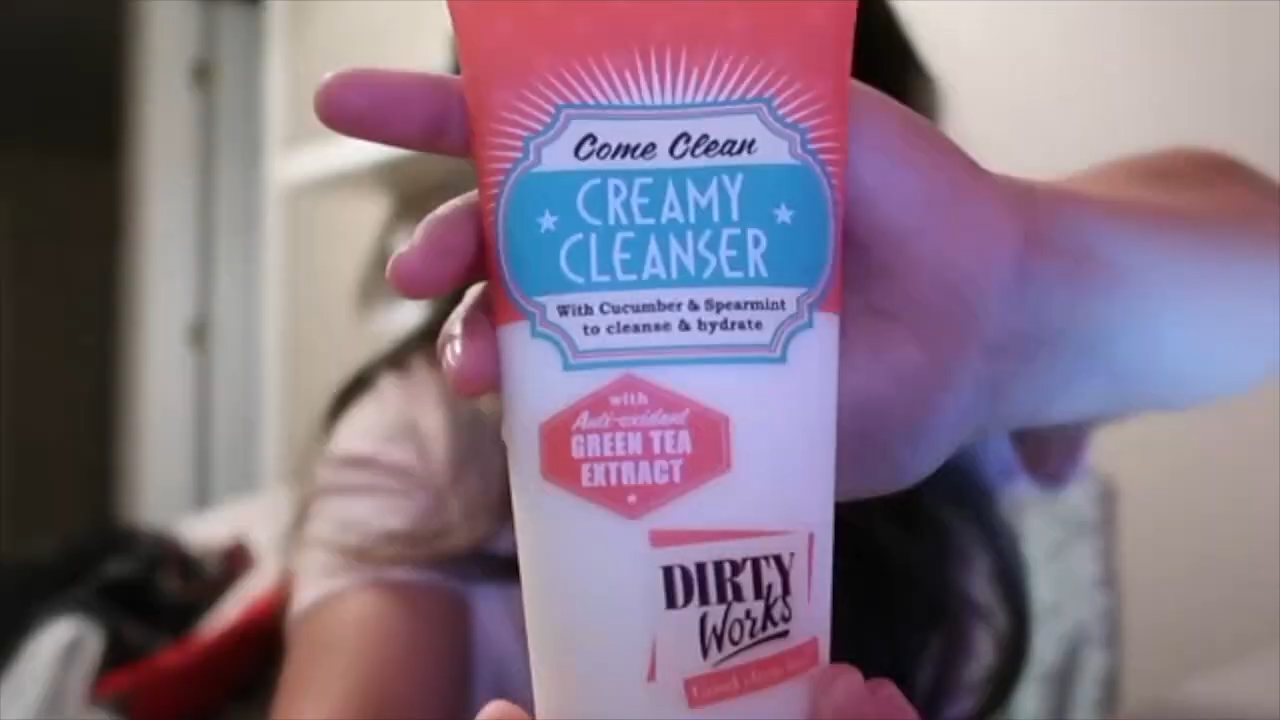 Come Clean
CREAMY
CLEANSER
With Cucumber & Spearmint
to cleanse & hydrate
with
Anti-oxidant
GREEN TEA
EXTRACT
DIRTY
Works